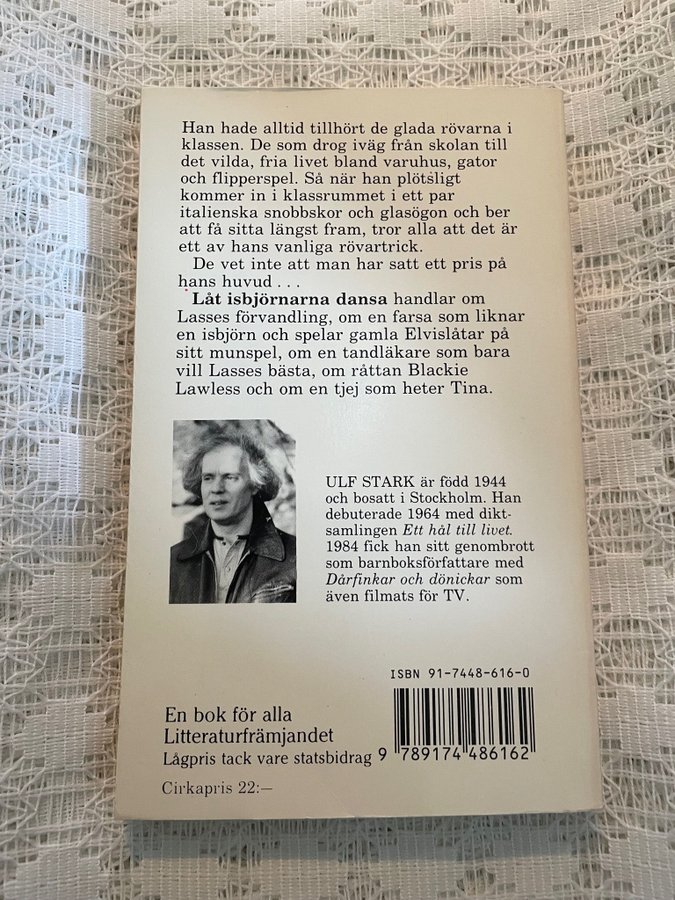 Han hade alltid tillhört de glada rövarna i
klassen. De som drog iväg från skolan till
det vilda, fria livet bland varuhus, gator
och flipperspel. Så när han plötsligt
kommer in i klassrummet i ett par
italienska snobbskor och glasögon och ber
att få sitta längst fram, tror alla att det är
ett av hans vanliga rövartrick.
De vet inte att man har satt ett pris på
hans huvud . . .
Låt isbjörnarna dansa handlar om
Lasses förvandling, om en farsa som liknar
en isbjörn och spelar gamla Elvislåtar på
sitt munspel, om en tandläkare som bara
vill Lasses bästa, om råttan Blackie
Lawless och om en tjej som heter Tina.
ULF STARK är född 1944
och bosatt i Stockholm. Han
debuterade 1964 med dikt-
samlingen Ett hål till livet.
1984 fick han sitt genombrott
som barnboksförfattare med
Dårfinkar och dönickar som
även filmats för TV.
ISBN 91-7448-616-0
9 789174 486162
En bok för alla
Litteraturfrämjandet
Lågpris tack vare statsbidrag
Cirkapris 22:—